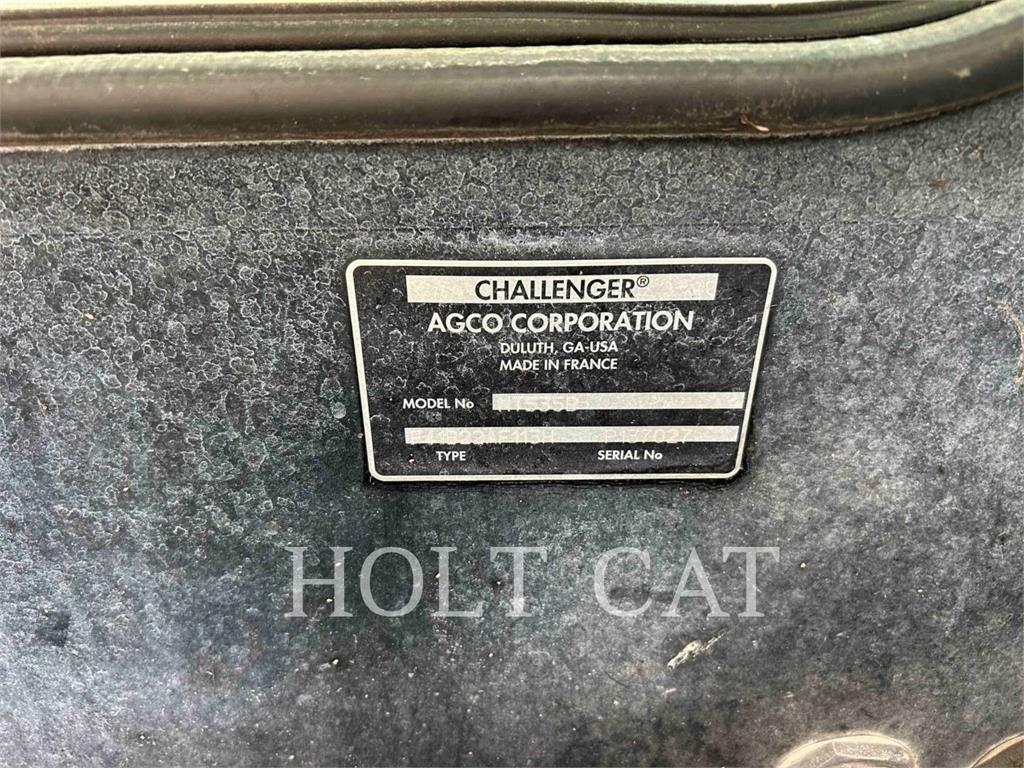 CHALLENGER®
AGCO CORPORATION
DULUTH, GA-USA
MADE IN FRANCE
MODEL No
TYPE SERIAL No
HOLT CAT